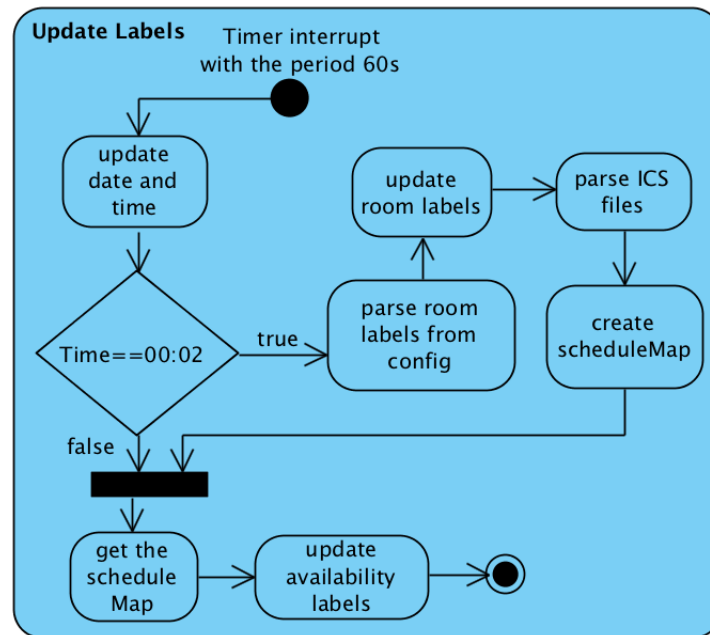 Update Labels
Timer interrupt
with the period 60s
update
date and
time
update
room labels
parse ICS
files
Time==00:02
true
parse room
labels from
config
create
scheduleMap
false
get the
schedule
Map
update
availability
labels